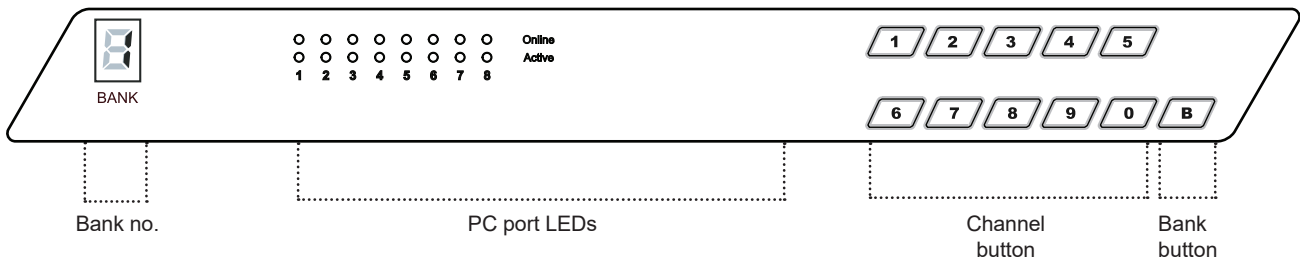 1
BANK
Online
Active
1 2 3 4 5 6 7 8
1 2 3 4 5
6 7 8 9 0 B
Bank no.
PC port LEDs
Channel
button
Bank
button